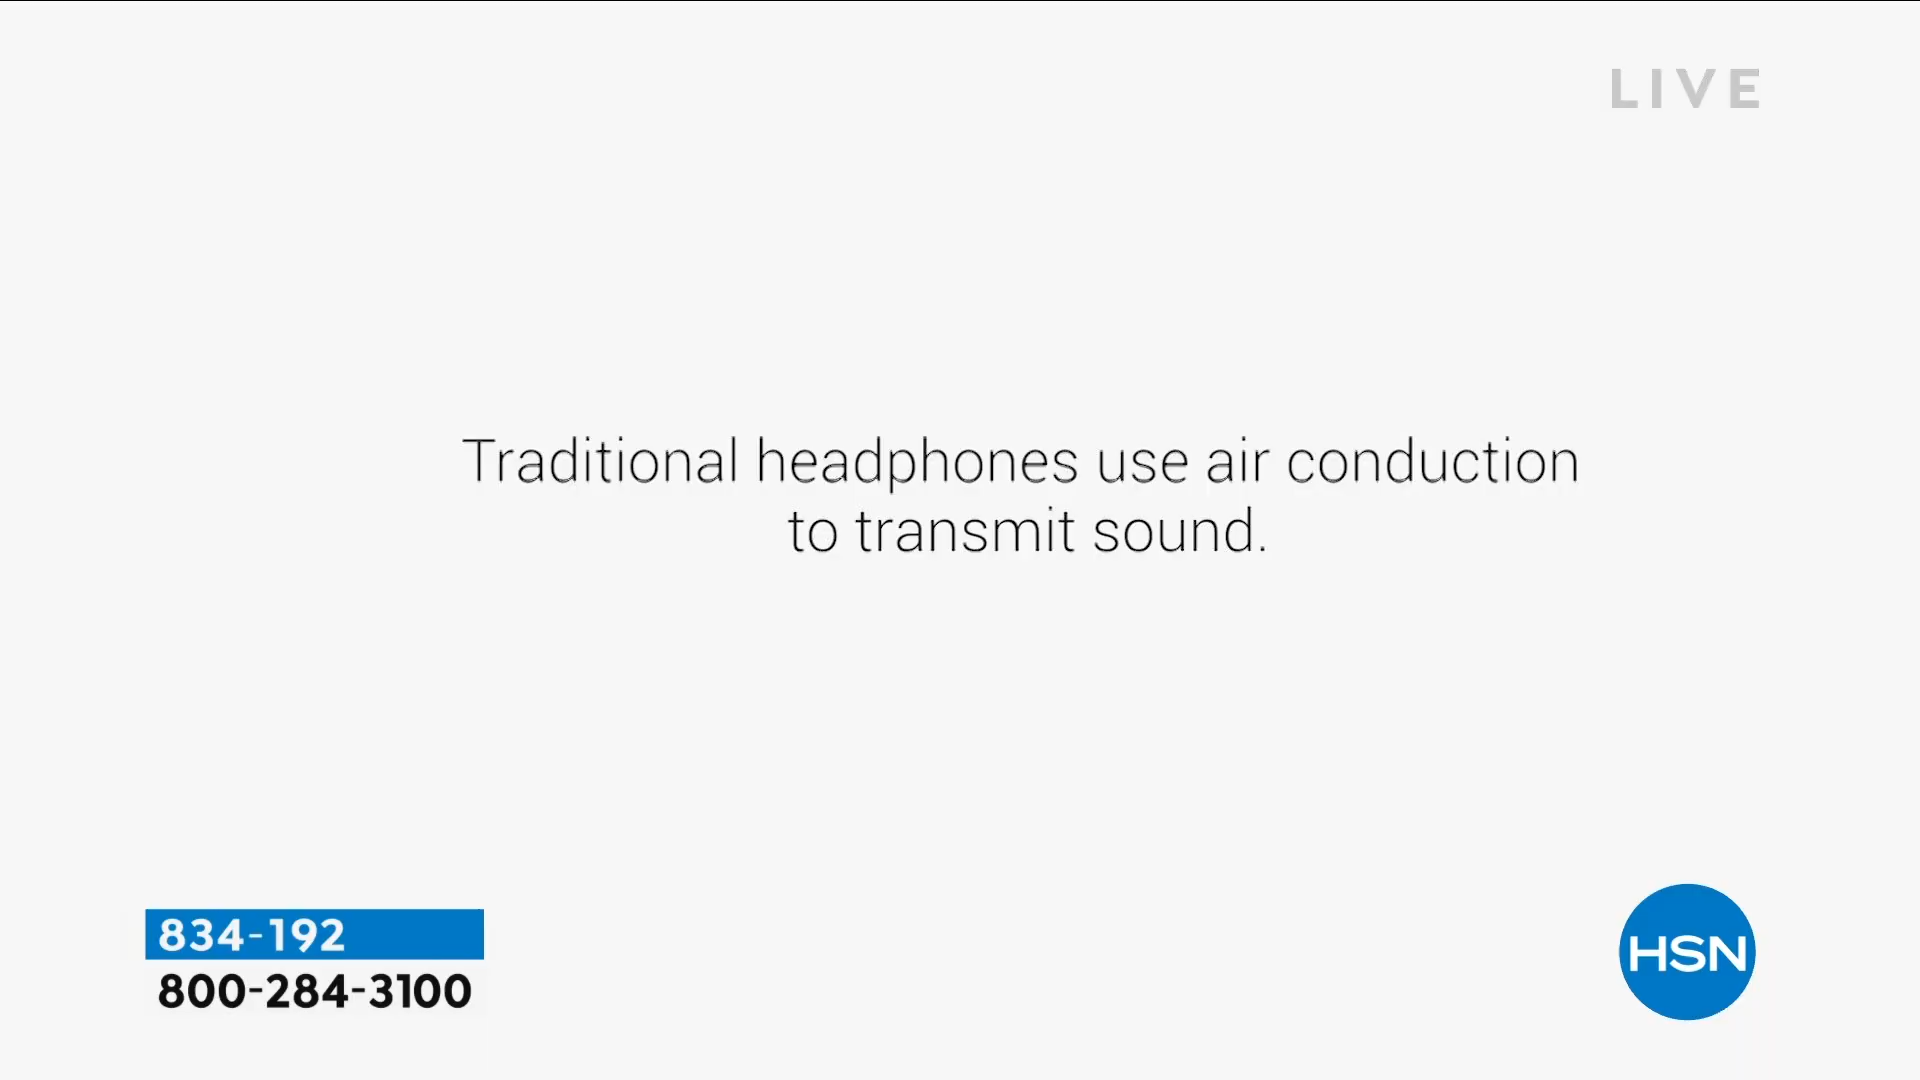 LIVE
Traditional headphones use air conduction
to transmit sound.
834-192
800-284-3100
HSN